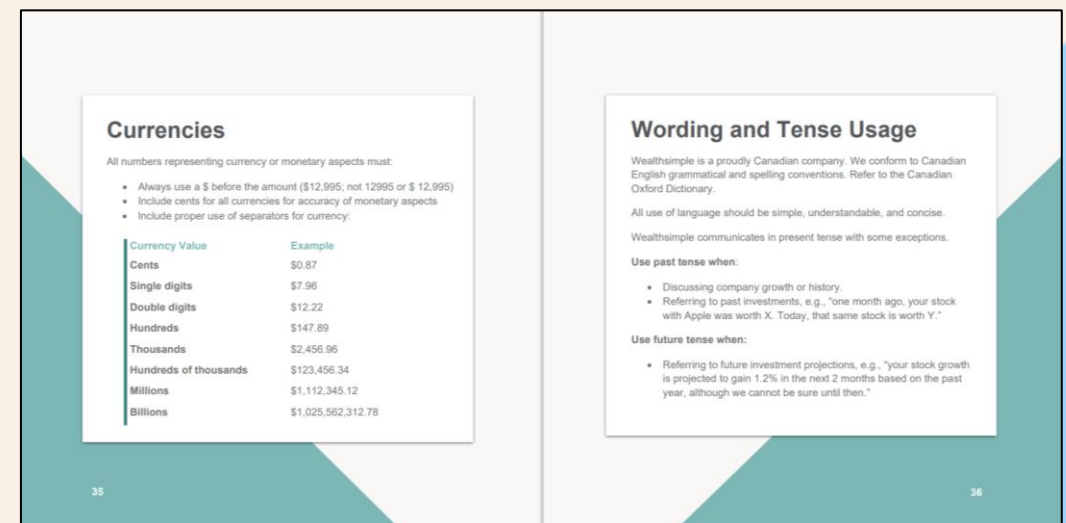 Currencies
All numbers representing currency or monetary aspects must:
• Always use a $ before the amount ($12,995; not 12995 or $ 12,995)
• Include cents for all currencies for accuracy of monetary aspects
• Include proper use of separators for currency:
Currency Value Example
Cents $0.87
Single digits $7.96
Double digits $12.22
Hundreds $147.89
Thousands $2,456.96
Hundreds of thousands $123,456.34
Millions $1,112,345.12
Billions $1,025,562,312.78
35
Wording and Tense Usage
Wealthsimple is a proudly Canadian company. We conform to Canadian
English grammatical and spelling conventions. Refer to the Canadian
Oxford Dictionary.
All use of language should be simple, understandable, and concise.
Wealthsimple communicates in present tense with some exceptions.
Use past tense when:
• Discussing company growth or history.
• Referring to past investments, e.g., “one month ago, your stock
with Apple was worth X. Today, that same stock is worth Y.”
Use future tense when:
• Referring to future investment projections, e.g., “your stock growth
is projected to gain 1.2% in the next 2 months based on the past
year, although we cannot be sure until then.”
36